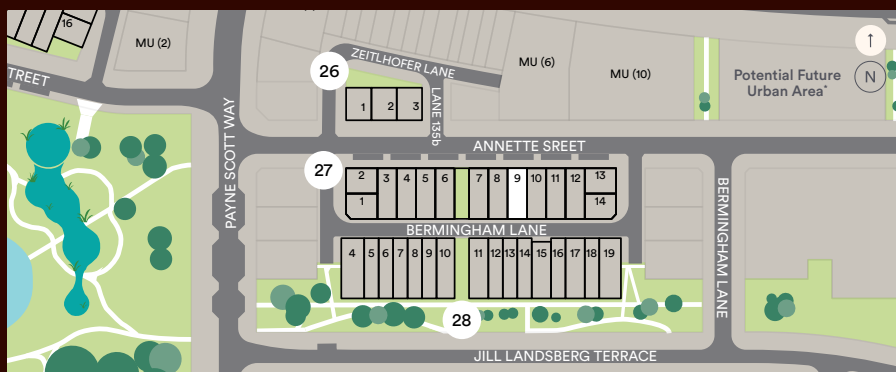 16
MU (2)
TREET
26
ZEITLHOFER LANE
MU (6)
MU (10)
Potential Future
Urban Area*
↑
N
1 2 3
LANE 135b
PAYNE SCOTT WAY
ANNETTE SREET
27
2 3 4 5 6 7 8 9 10 11 12 13
1 14
BERMINGHAM LANE
BERMINGHAM LANE
4 5 6 7 8 9 10 11 12 13 14 15 16 17 18 19
28
JILL LANDSBERG TERRACE